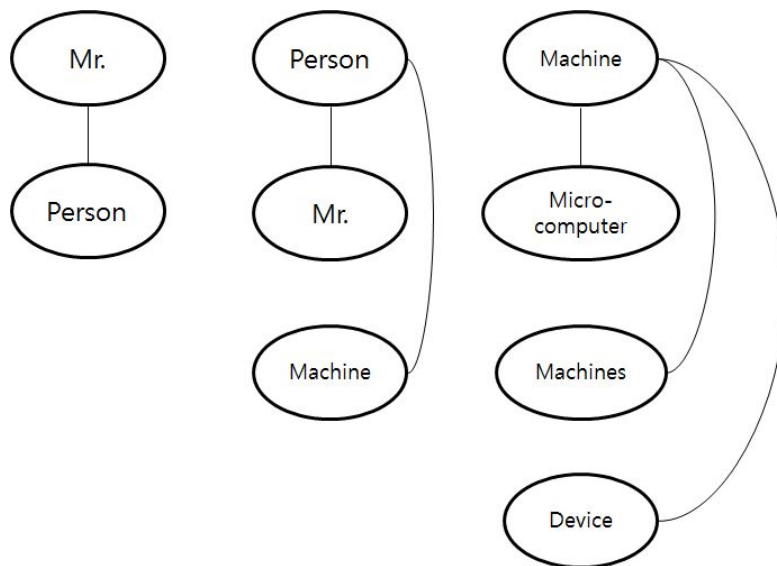 Mr.
Person
Person
Mr.
Machine
Machine
Micro-
computer
Machines
Device